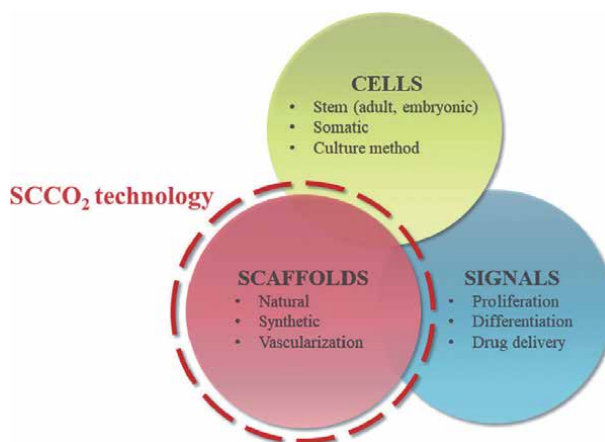 CELLS
• Stem (adult, embryonic)
• Somatic
• Culture method
SCCO₂ technology
SCAFFOLDS
• Natural
• Synthetic
• Vascularization
SIGNALS
• Proliferation
• Differentiation
• Drug delivery